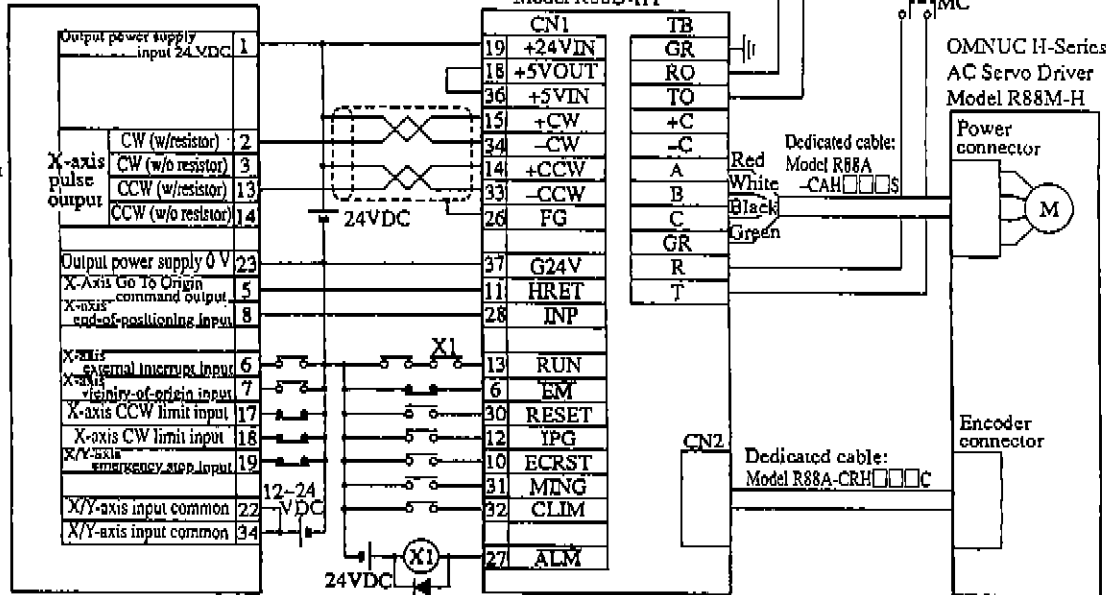 CN1
TB
MC
Output power supply
input 24 VDC
1
19
+24VIN
GR
OMNUC H-Series
18
+5VOUT
RO
AC Servo Driver
36
+5VIN
TO
Model R88M-H
15
+CW
+C
Power
connector
CW (w/resistor)
2
34
-CW
-C
Dedicated cable:
X-axis
pulse
output
CW (w/o resistor)
3
14
+CCW
A
Red
Model R88A
-CAH□□□S
CCW (w/resistor)
13
33
-CCW
B
White
M
CCW (w/o resistor)
14
24VDC
26
FG
C
Black
GR
Green
Output power supply 0 V
23
37
G24V
R
X-Axis Go To Origin
command output
5
11
HRET
T
X-axis
end-of-positioning input
8
28
INP
X1
X-axis
external interrupt input
6
13
RUN
X-axis
vicinity-of-origin input
7
6
EM
X-axis CCW limit input
17
30
RESET
X-axis CW limit input
18
12
IPG
CN2
Encoder
connector
X/Y-axis
emergency stop input
19
10
ECRST
Dedicated cable:
Model R88A-CRH□□□C
12-24
VDC
31
MING
X/Y-axis input common
22
32
CLIM
X/Y-axis input common
34
24VDC
X1
27
ALM